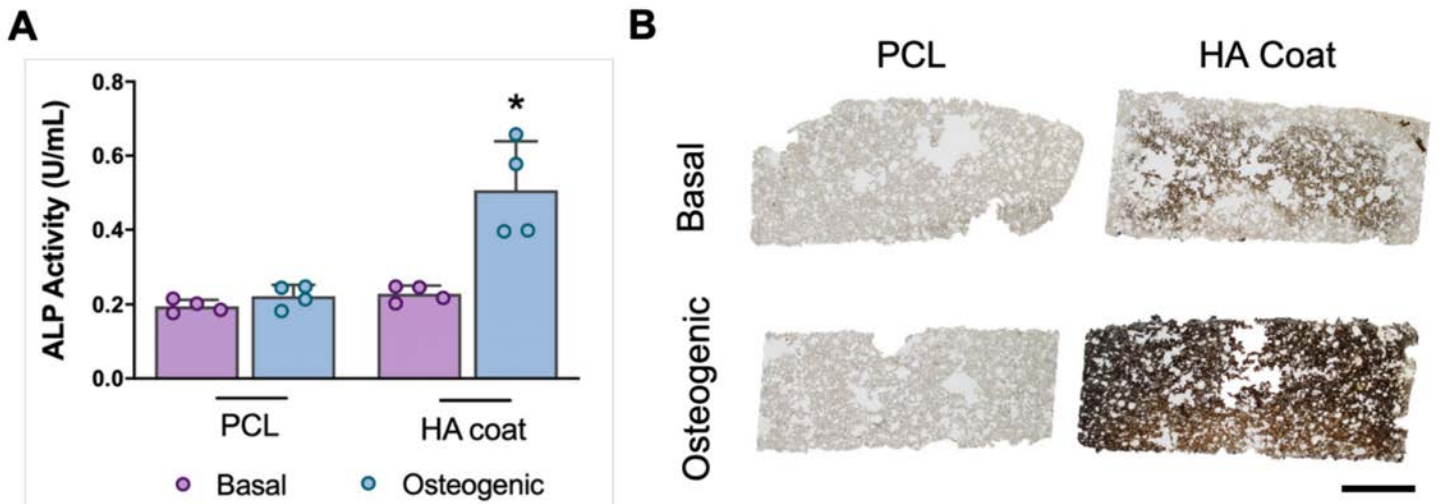 A
ALP Activity (U/mL)
0.8
0.6
0.4
0.2
0.0
*
PCL
HA coat
Basal
Osteogenic
B
PCL
HA Coat
Basal
Osteogenic